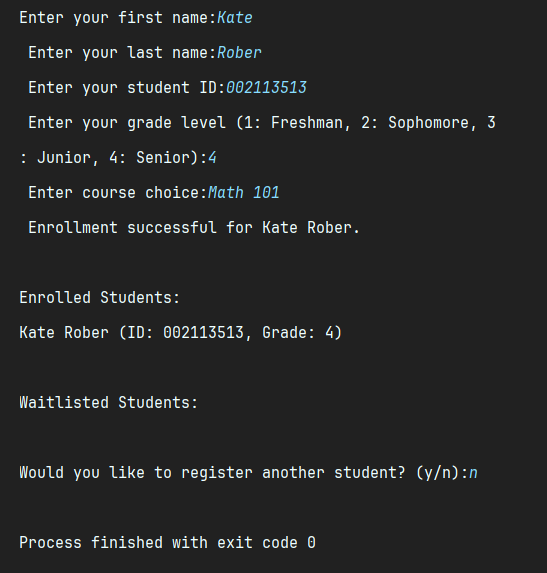 Enter your first name:Kate
Enter your last name:Rober
Enter your student ID:002113513
Enter your grade level (1: Freshman, 2: Sophomore, 3
: Junior, 4: Senior):4
Enter course choice:Math 101
Enrollment successful for Kate Rober.
Enrolled Students:
Kate Rober (ID: 002113513, Grade: 4)
Waitlisted Students:
Would you like to register another student? (y/n):n
Process finished with exit code 0